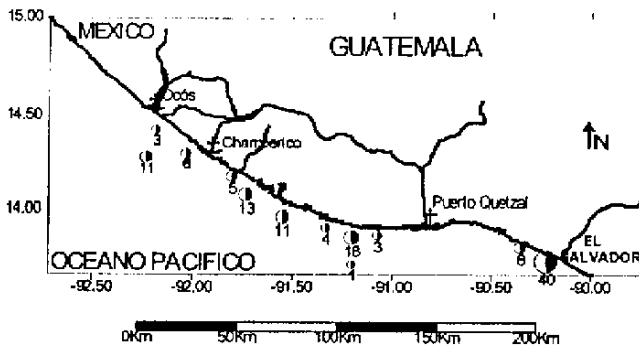 15.00
MEXICO
GUATEMALA
14.50
Ocós
3
Champerico
N
11
6
5
13
14.00
Puerto Quetzal
11
4
18
3
EL
OCEANO PACIFICO
8
SALVADOR
1
40
-92.50 -92.00 -91.50 -91.00 -90.50 -90.00
0Km 50Km 100Km 150Km 200Km